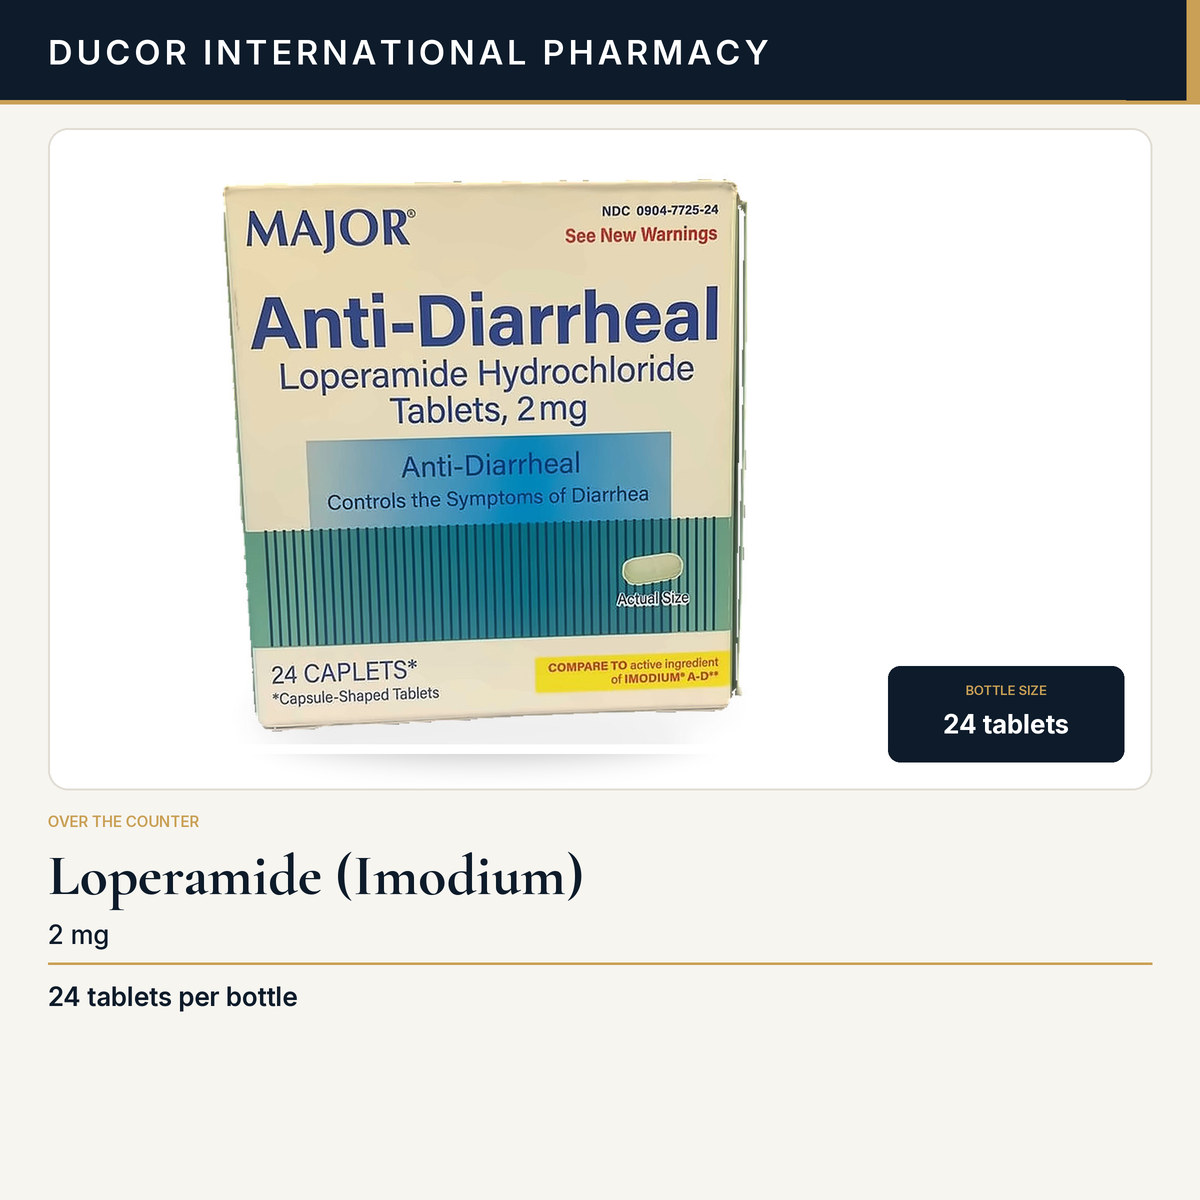 DUCOR INTERNATIONAL PHARMACY
MAJOR®
NDC 0904-7725-24
See New Warnings
Anti-Diarrheal
Loperamide Hydrochloride
Tablets, 2 mg
Anti-Diarrheal
Controls the Symptoms of Diarrhea
Actual Size
24 CAPLETS*
*Capsule-Shaped Tablets
COMPARE TO active ingredient
of IMODIUM® A-D**
BOTTLE SIZE
24 tablets
OVER THE COUNTER
Loperamide (Imodium)
2 mg
24 tablets per bottle